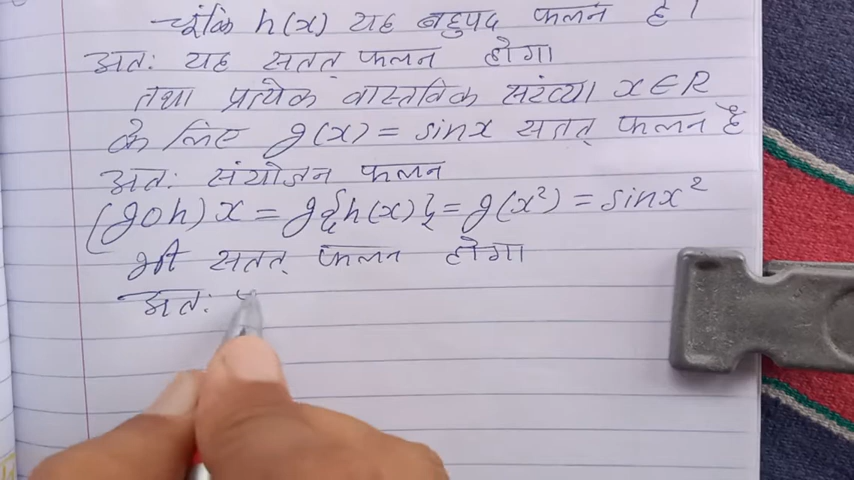 चूंकि h(x) यह बहुपद फलन है।
अतः यह सतत् फलन होगा
तथा प्रत्येक वास्तविक संख्या x∈R
के लिए g(x) = sinx सतत् फलन है
अतः संयोजन फलन
(goh)x = g{h(x)} = g(x²) = sinx²
भी सतत् फलन होगा
अतः